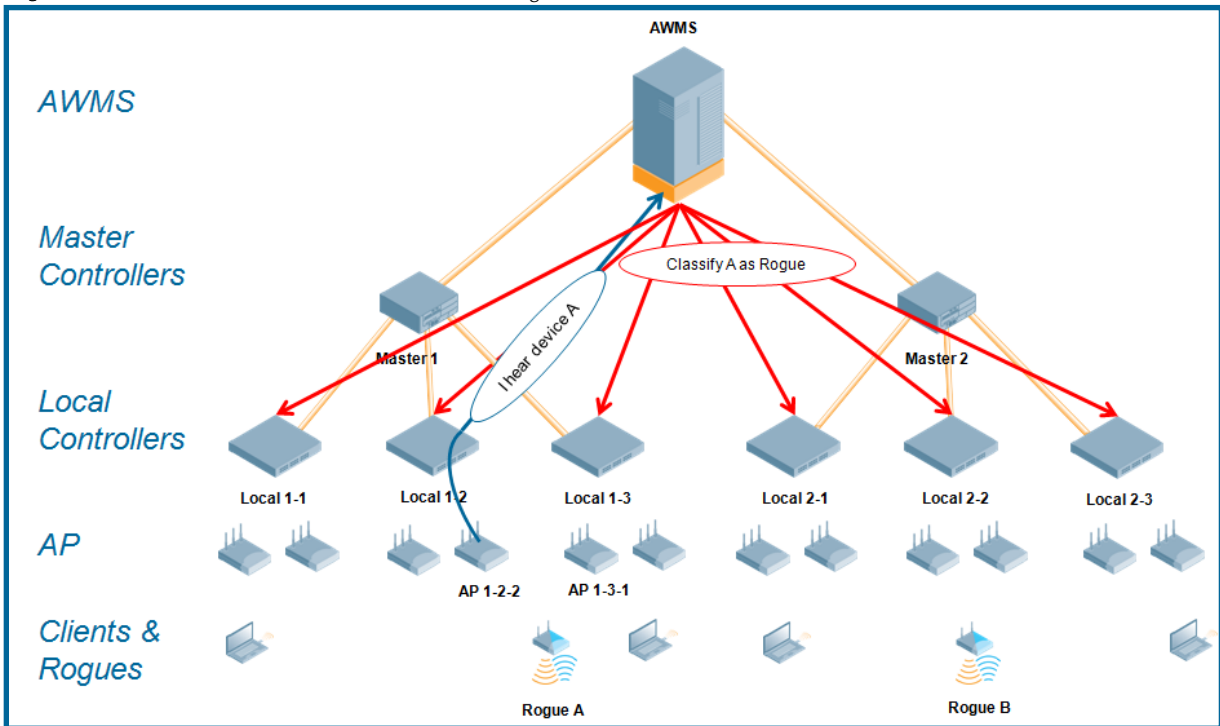 AWMS
AWMS
Master
Controllers
Classify A as Rogue
I hear device A
Master 1
Master 2
Local
Controllers
Local 1-1
Local 1-2
Local 1-3
Local 2-1
Local 2-2
Local 2-3
AP
AP 1-2-2
AP 1-3-1
Clients &
Rogues
Rogue A
Rogue B